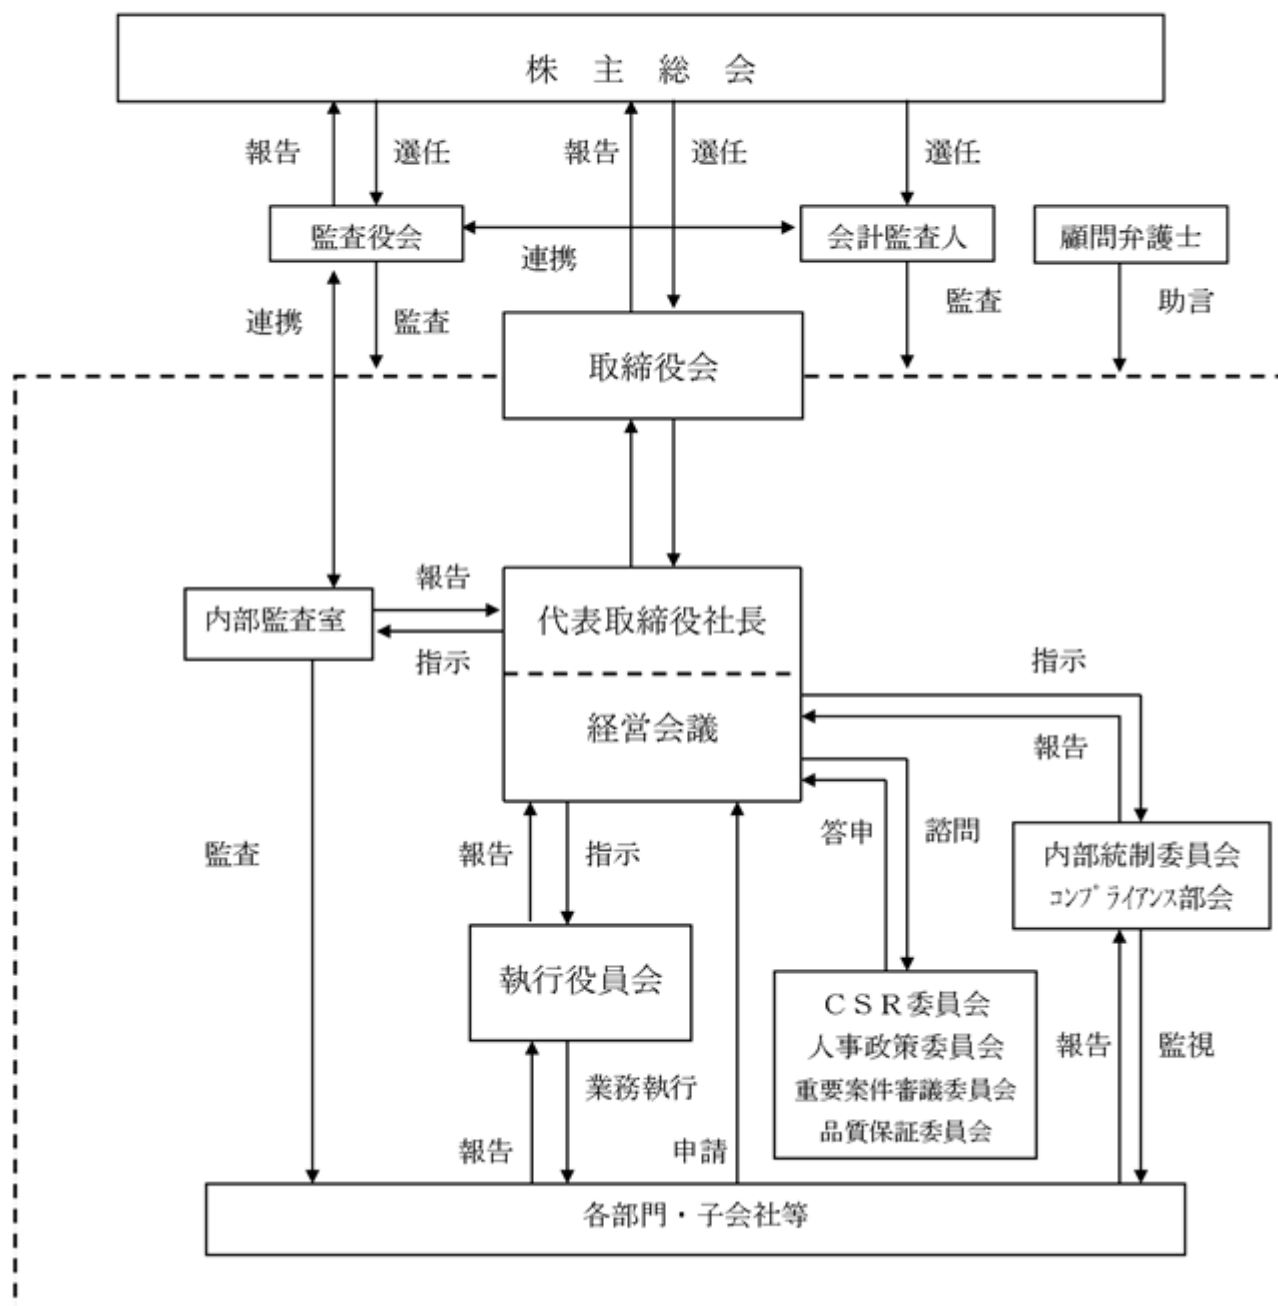 株 主 総 会
報告
選任
報告
選任
選任
監査役会
会計監査人
顧問弁護士
連携
連携
監査
監査
助言
取締役会
報告
内部監査室
代表取締役社長
指示
指示
経営会議
報告
監査
報告
指示
答申
諮問
内部統制委員会
ｺﾝﾌﾟﾗｲｱﾝｽ部会
執行役員会
ＣＳＲ委員会
人事政策委員会
重要案件審議委員会
品質保証委員会
報告
監視
業務執行
報告
申請
各部門・子会社等